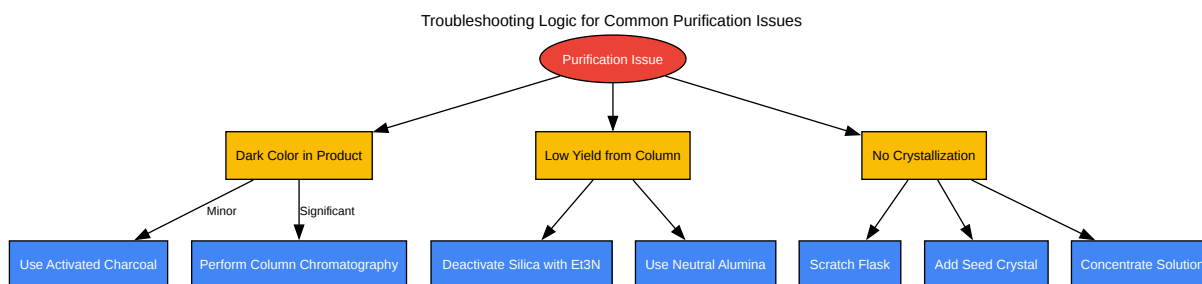 Troubleshooting Logic for Common Purification Issues
Purification Issue
Dark Color in Product
Low Yield from Column
No Crystallization
Minor
Significant
Use Activated Charcoal
Perform Column Chromatography
Deactivate Silica with Et3N
Use Neutral Alumina
Scratch Flask
Add Seed Crystal
Concentrate Solution